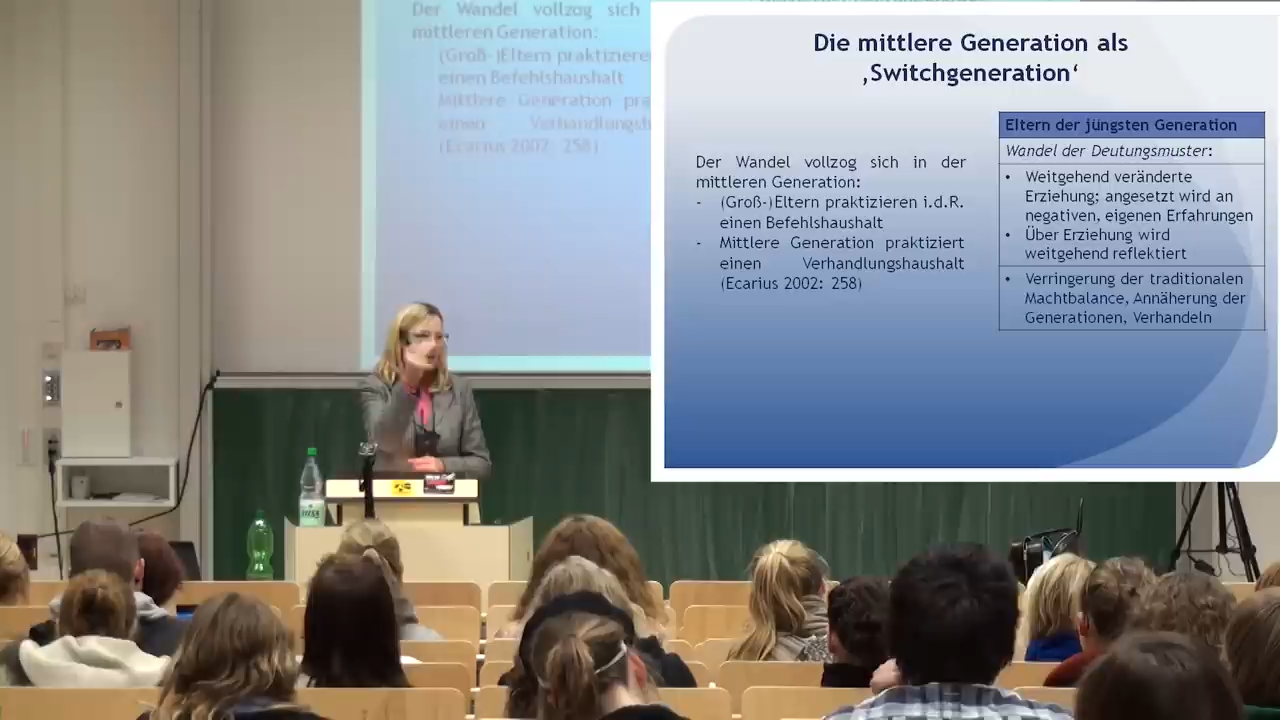 Der Wandel vollzog sich
mittleren Generation:
(Groß-)Eltern praktiziere
einen Befehlshaushalt
Mittlere Generation pra
einen Verhandlungsh
(Ecarius 2002: 258)
Die mittlere Generation als
‚Switchgeneration‘
Der Wandel vollzog sich in der
mittleren Generation:
- (Groß-)Eltern praktizieren i.d.R.
einen Befehlshaushalt
- Mittlere Generation praktiziert
einen Verhandlungshaushalt
(Ecarius 2002: 258)
Eltern der jüngsten Generation
Wandel der Deutungsmuster:
• Weitgehend veränderte
Erziehung; angesetzt wird an
negativen, eigenen Erfahrungen
• Über Erziehung wird
weitgehend reflektiert
• Verringerung der traditionalen
Machtbalance, Annäherung der
Generationen, Verhandeln